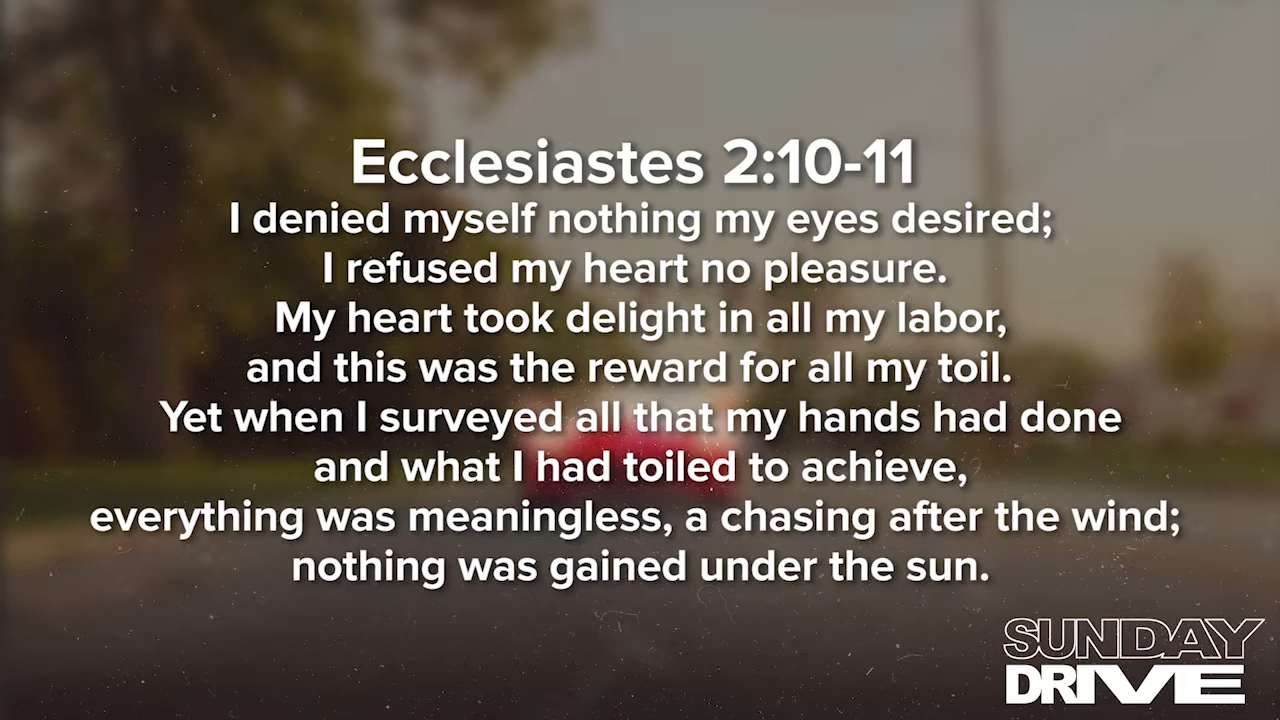 Ecclesiastes 2:10-11
I denied myself nothing my eyes desired;
I refused my heart no pleasure.
My heart took delight in all my labor,
and this was the reward for all my toil.
Yet when I surveyed all that my hands had done
and what I had toiled to achieve,
everything was meaningless, a chasing after the wind;
nothing was gained under the sun.
SUNDAY
DRIVE